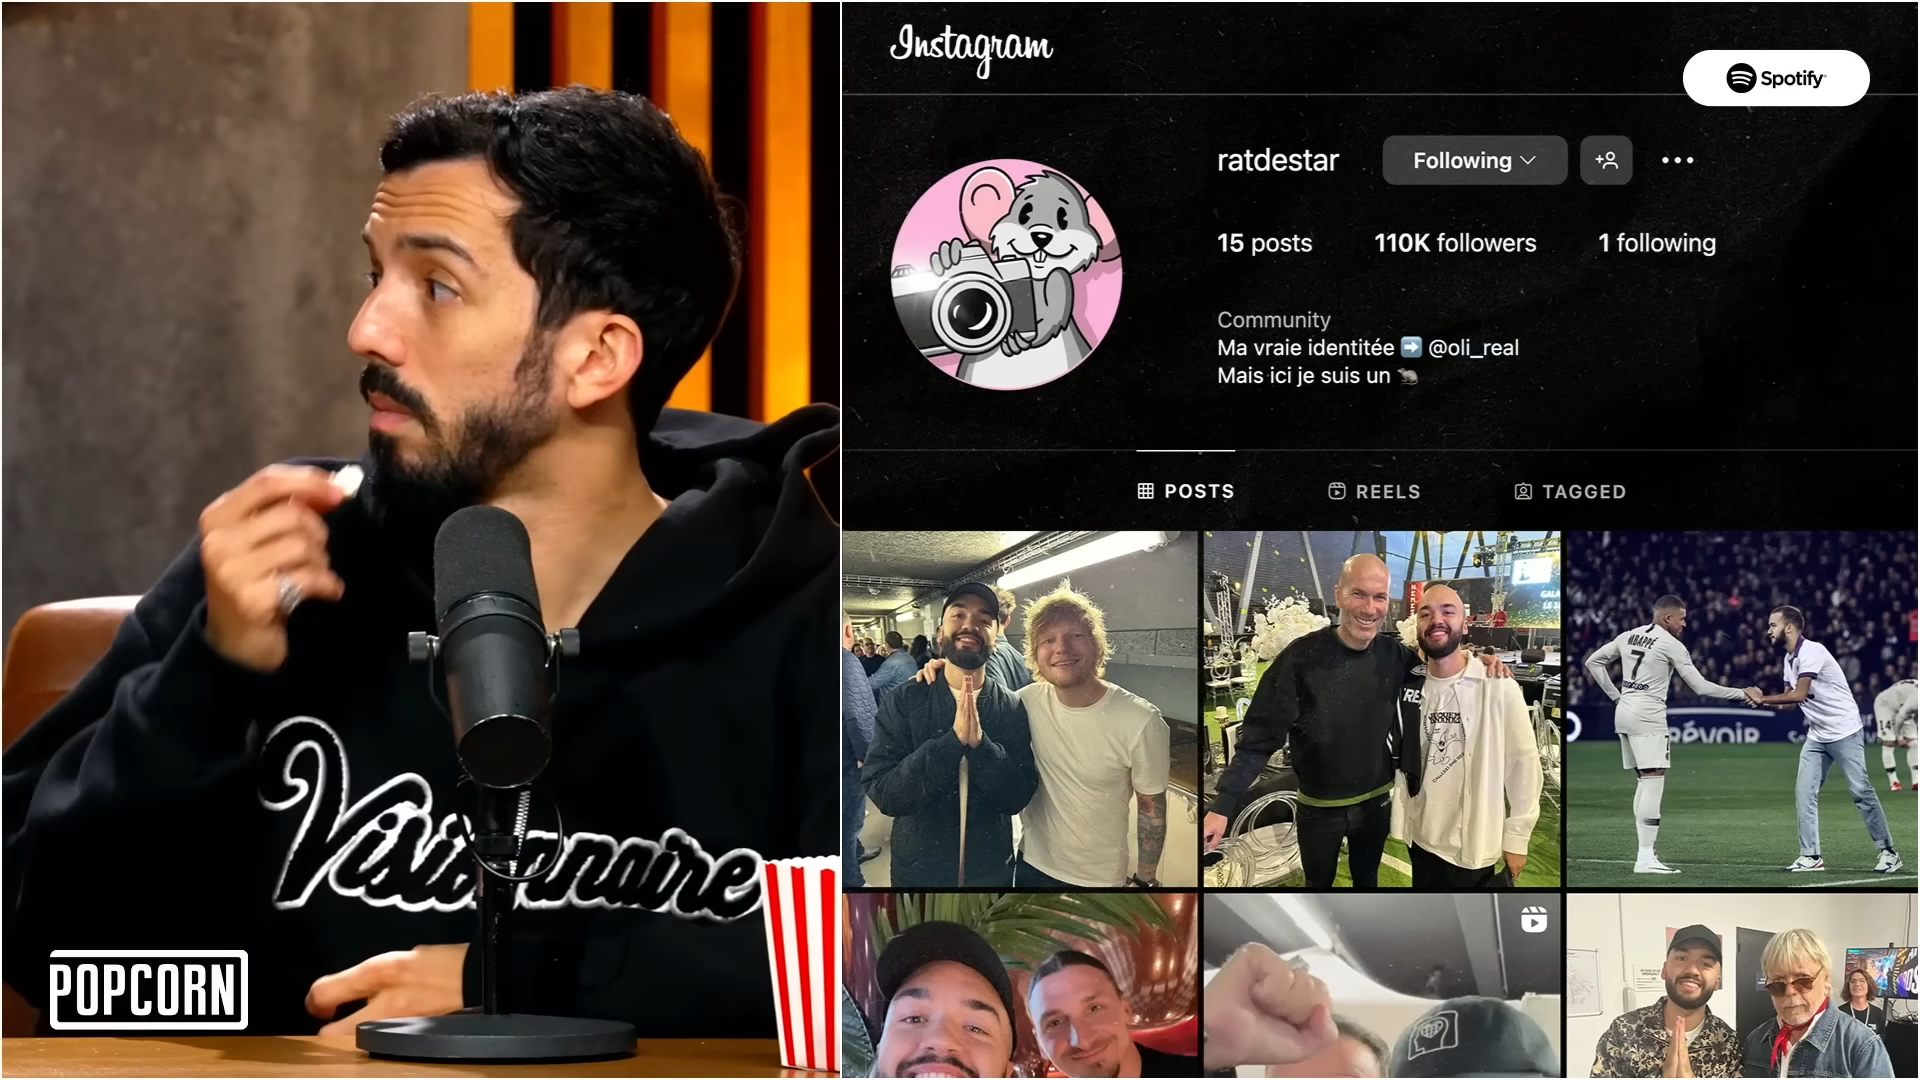 Instagram
Spotify
ratdestar
Following
15 posts
110K followers
1 following
Community
Ma vraie identitée ➡️ @oli_real
Mais ici je suis un 🐀
POSTS
REELS
TAGGED
MBAPPÉ
7
14
Visionnaire
POPCORN